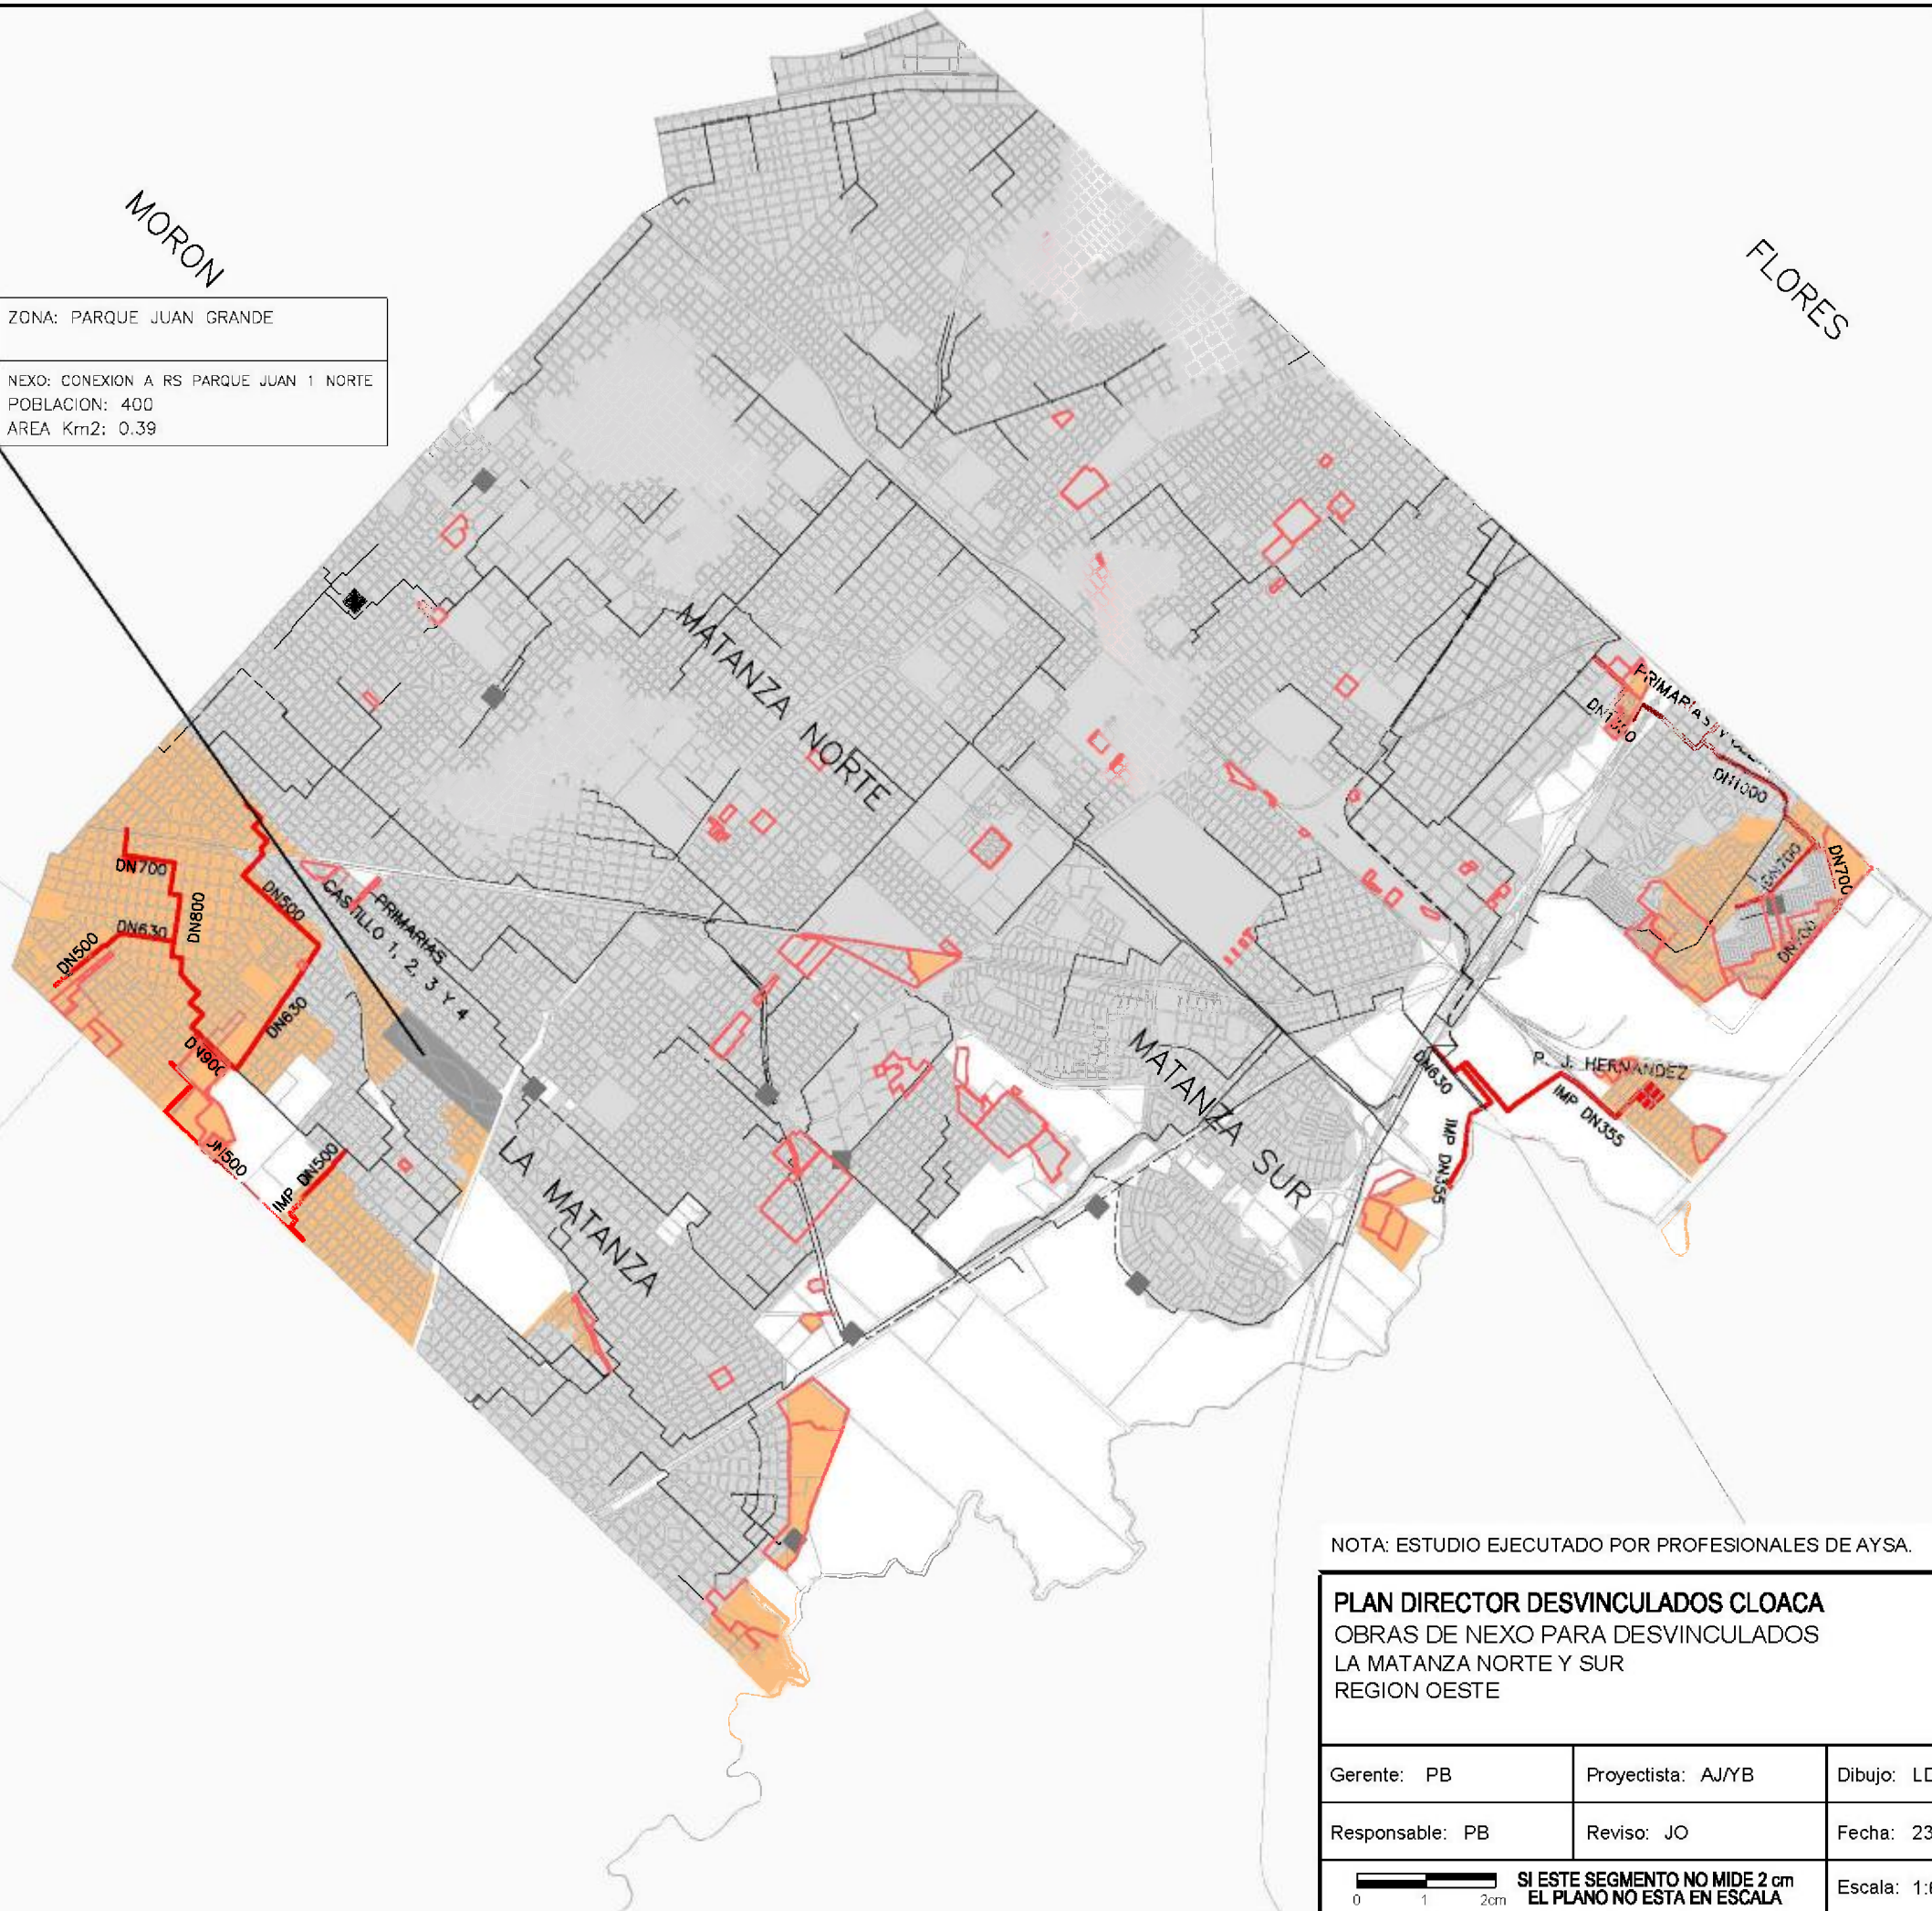 MORON
FLORES
ZONA: PARQUE JUAN GRANDE
NEXO: CONEXION A RS PARQUE JUAN 1 NORTE
POBLACION: 400
AREA Km2: 0.39
MATANZA NORTE
PRIMARIAS Y
DN1000
DN700
DN700
DN700
DN700
DN800
DN500
DN630
DN500
PRIMARIAS
CASTILLO 1, 2, 3 Y 4
DN630
DN900
DN500
IMP DN500
LA MATANZA
MATANZA SUR
DN630
P. J. HERNANDEZ
IMP DN355
IMP DN355
NOTA: ESTUDIO EJECUTADO POR PROFESIONALES DE AYSA.
PLAN DIRECTOR DESVINCULADOS CLOACA
OBRAS DE NEXO PARA DESVINCULADOS
LA MATANZA NORTE Y SUR
REGION OESTE
Gerente: PB
Proyectista: AJ/YB
Dibujo:
Responsable: PB
Reviso: JO
Fecha: 23
SI ESTE SEGMENTO NO MIDE 2 cm
EL PLANO NO ESTA EN ESCALA
0 1 2cm
Escala: